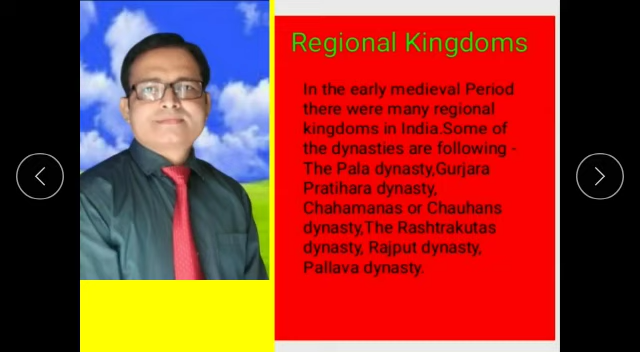 Regional Kingdoms
In the early medieval Period
there were many regional
kingdoms in India.Some of
the dynasties are following -
The Pala dynasty,Gurjara
Pratihara dynasty,
Chahamanas or Chauhans
dynasty,The Rashtrakutas
dynasty, Rajput dynasty,
Pallava dynasty.